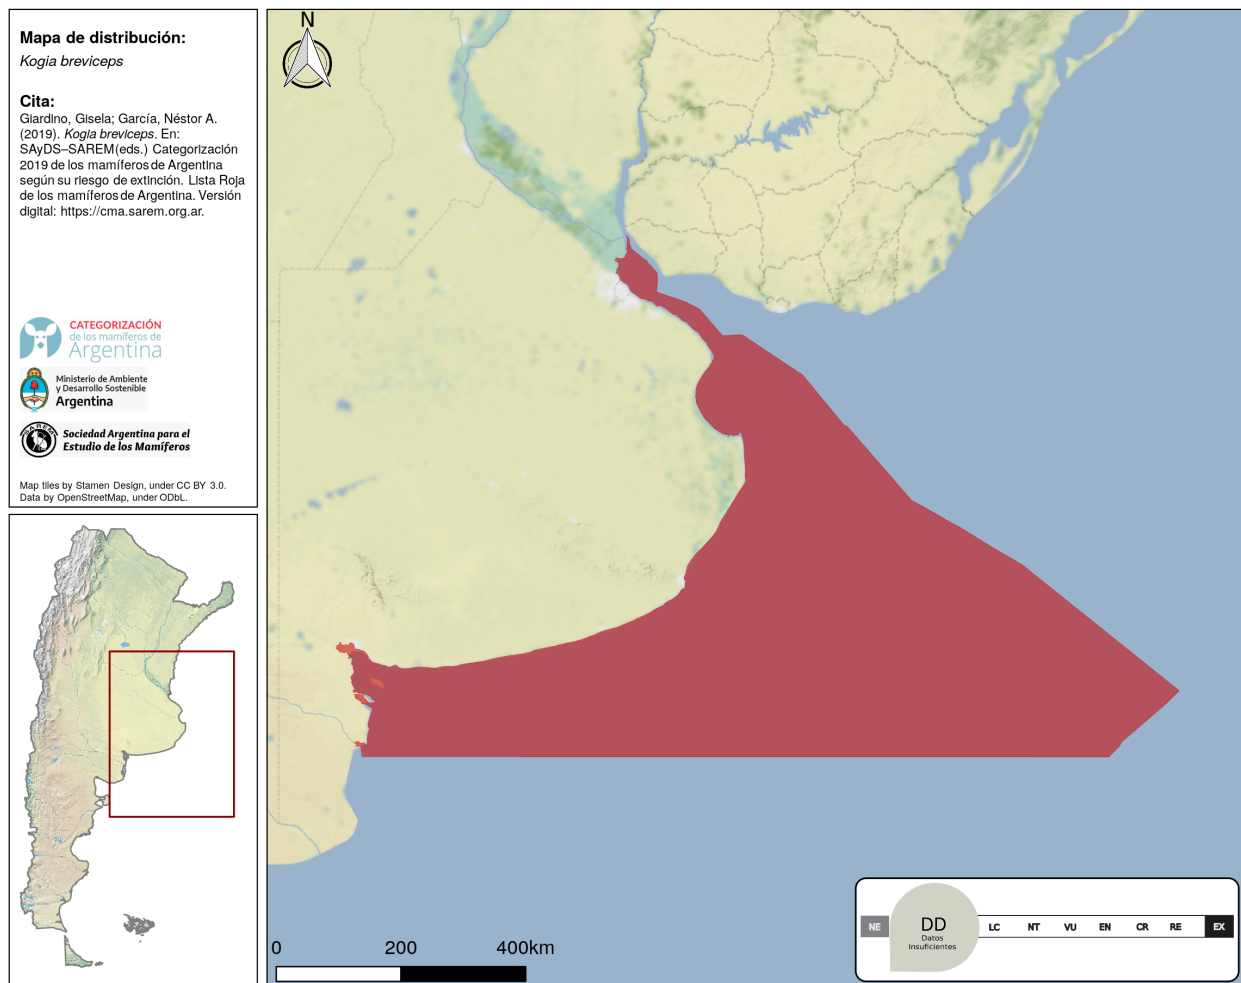 Mapa de distribución:
Kogia breviceps
Cita:
Giardino, Gisela; García, Néstor A.
(2019). Kogia breviceps. En:
SAyDS–SAREM(eds.) Categorización
2019 de los mamíferos de Argentina
según su riesgo de extinción. Lista Roja
de los mamíferos de Argentina. Versión
digital: https://cma.sarem.org.ar.
CATEGORIZACIÓN
de los mamíferos de
Argentina
Ministerio de Ambiente
y Desarrollo Sostenible
Argentina
SAREM
Sociedad Argentina para el
Estudio de los Mamíferos
Map tiles by Stamen Design, under CC BY 3.0.
Data by OpenStreetMap, under ODbL.
N
0 200 400km
NE DD LC NT VU EN CR RE EX
Datos
Insuficientes